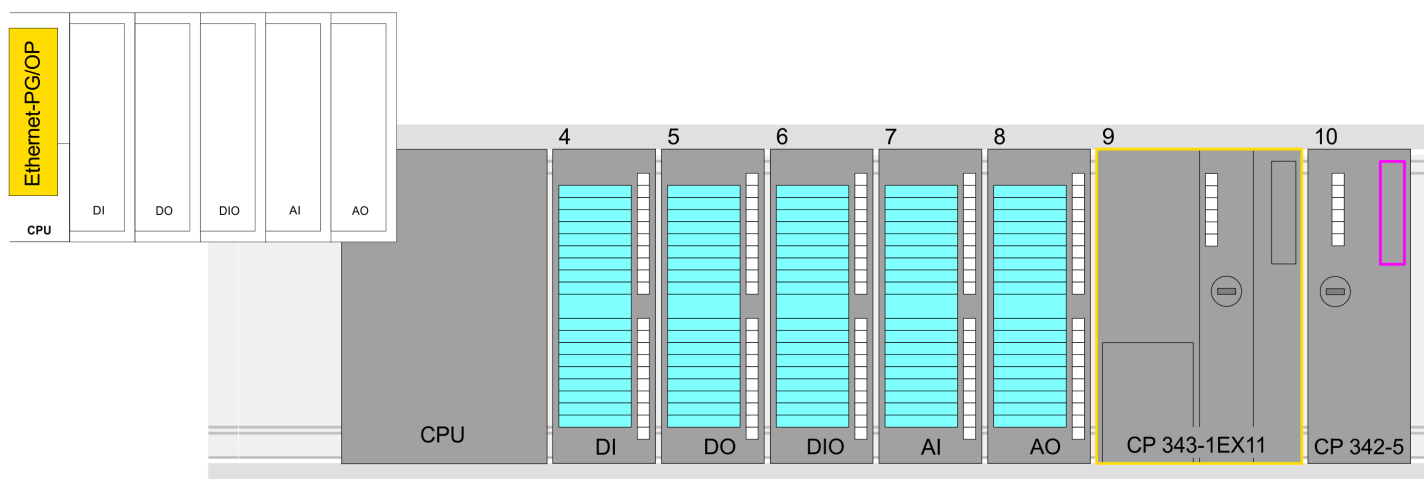 Ethernet-PG/OP
CPU
DI
DO
DIO
AI
AO
4 5 6 7 8 9 10
CPU
DI
DO
DIO
AI
AO
CP 343-1EX11
CP 342-5